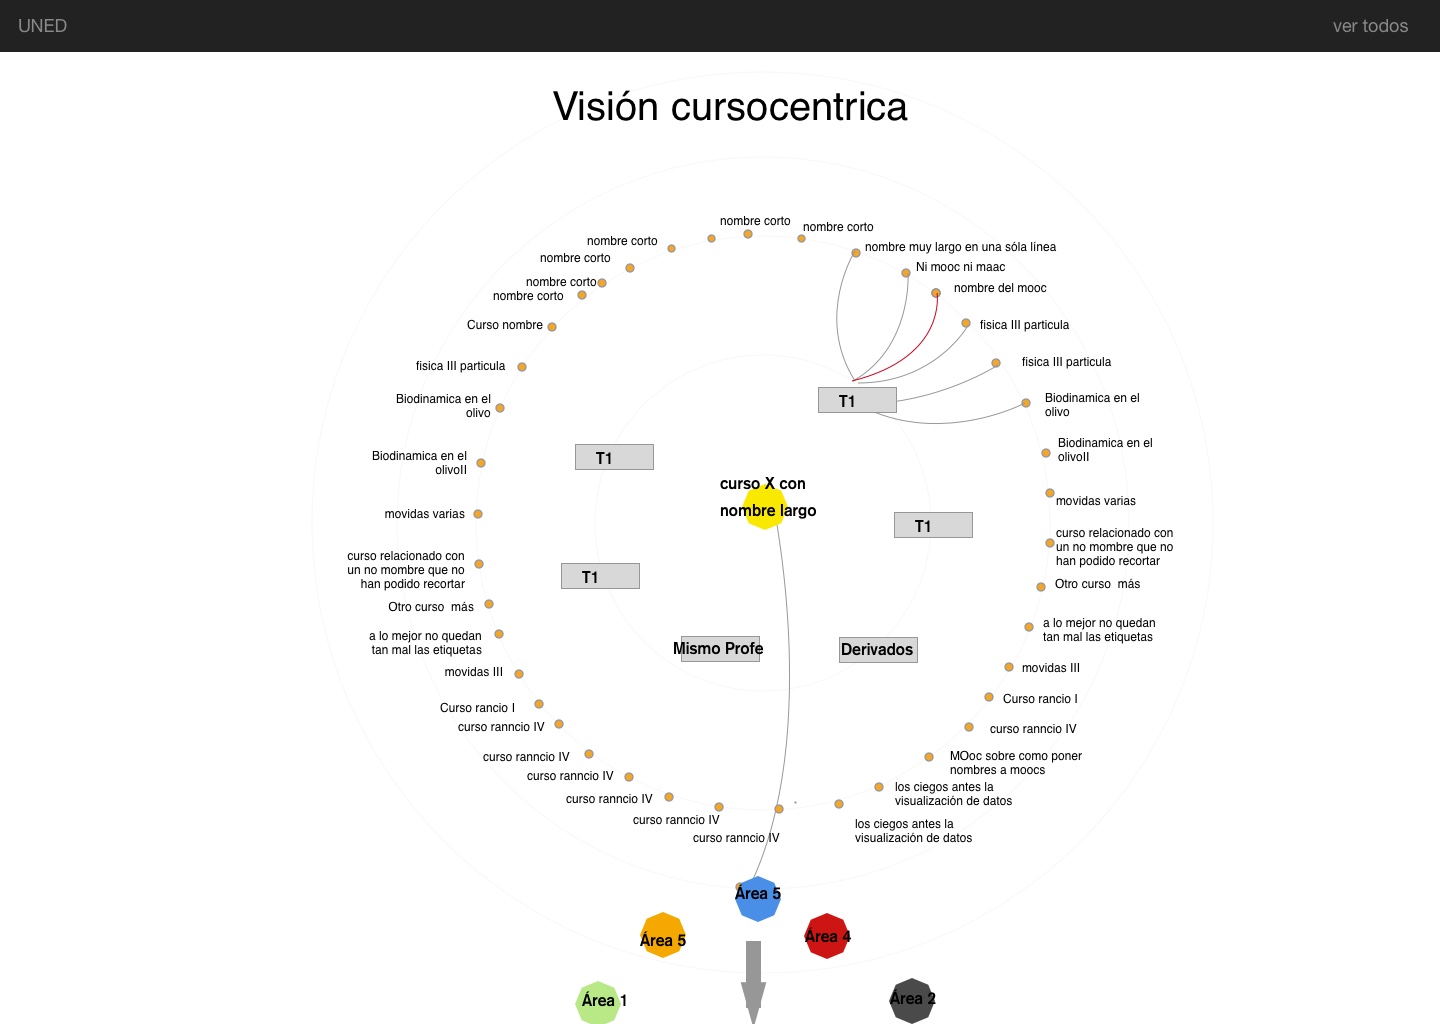 UNED
ver todos
Visión cursocentrica
nombre corto
nombre corto
nombre corto
nombre corto
nombre corto
nombre corto
Curso nombre
fisica III particula
Biodinamica en el
olivo
Biodinamica en el
olivoII
movidas varias
curso relacionado con
un no mombre que no
han podido recortar
Otro curso  más
a lo mejor no quedan
tan mal las etiquetas
movidas III
Curso rancio I
curso ranncio IV
curso ranncio IV
curso ranncio IV
curso ranncio IV
curso ranncio IV
curso ranncio IV
nombre muy largo en una sóla línea
Ni mooc ni maac
nombre del mooc
fisica III particula
fisica III particula
Biodinamica en el
olivo
Biodinamica en el
olivoII
movidas varias
curso relacionado con
un no mombre que no
han podido recortar
Otro curso  más
a lo mejor no quedan
tan mal las etiquetas
movidas III
Curso rancio I
curso ranncio IV
MOoc sobre como poner
nombres a moocs
los ciegos antes la
visualización de datos
los ciegos antes la
visualización de datos
T1
T1
curso X con
nombre largo
T1
T1
Mismo Profe
Derivados
Área 5
Área 5
Área 4
Área 1
Área 2